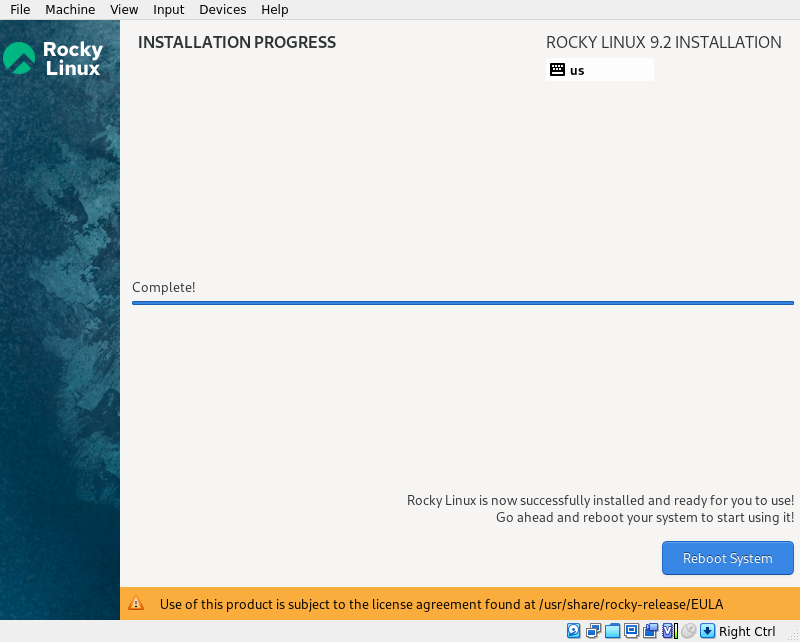 File Machine View Input Devices Help
Rocky
Linux
INSTALLATION PROGRESS
ROCKY LINUX 9.2 INSTALLATION
us
Complete!
Rocky Linux is now successfully installed and ready for you to use!
Go ahead and reboot your system to start using it!
Reboot System
Use of this product is subject to the license agreement found at /usr/share/rocky-release/EULA
Right Ctrl